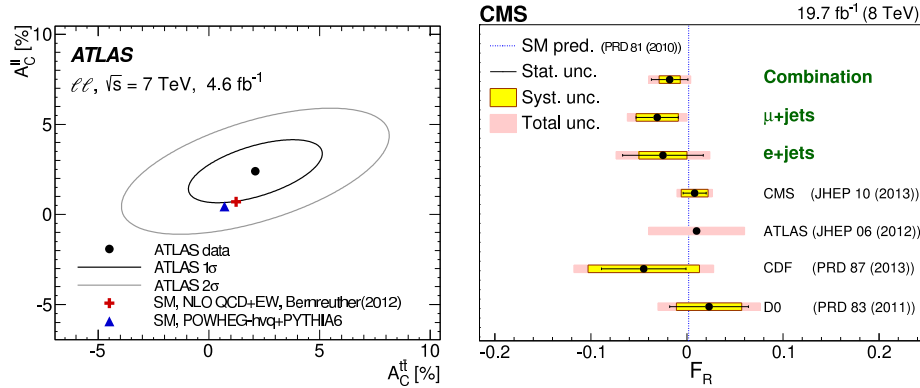 10
5
0
-5
A_C^ll [%]
ATLAS
ℓℓ, √s = 7 TeV, 4.6 fb⁻¹
ATLAS data
ATLAS 1σ
ATLAS 2σ
SM, NLO QCD+EW, Bernreuther(2012)
SM, POWHEG-hvq+PYTHIA6
-5 0 5 10
A_C^tt̄ [%]
CMS 19.7 fb⁻¹ (8 TeV)
SM pred. (PRD 81 (2010))
Stat. unc.
Syst. unc.
Total unc.
Combination
μ+jets
e+jets
CMS (JHEP 10 (2013))
ATLAS (JHEP 06 (2012))
CDF (PRD 87 (2013))
D0 (PRD 83 (2011))
-0.2 -0.1 0 0.1 0.2
F_R